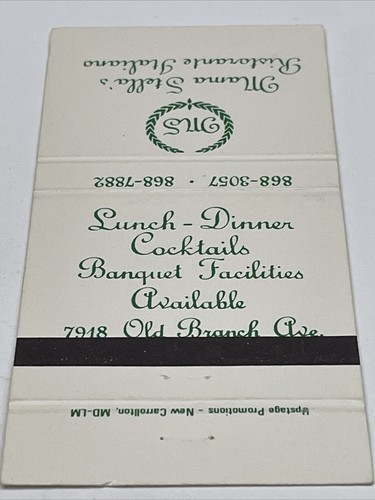 Mama Stella's
Ristorante Italiano
MS
868-3057 • 868-7882
Lunch - Dinner
Cocktails
Banquet Facilities
Available
7918 Old Branch Ave.
Upstage Promotions - New Carrollton, MD-LM